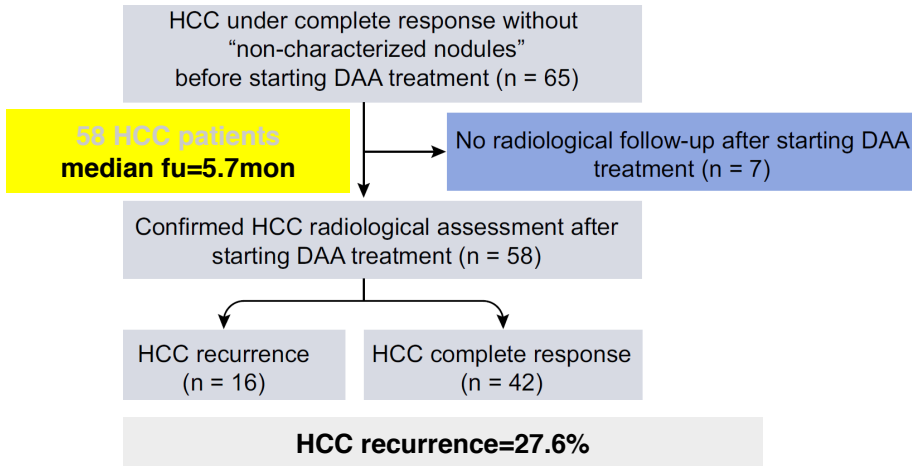 HCC under complete response without
“non-characterized nodules”
before starting DAA treatment (n = 65)
58 HCC patients
median fu=5.7mon
No radiological follow-up after starting DAA
treatment (n = 7)
Confirmed HCC radiological assessment after
starting DAA treatment (n = 58)
HCC recurrence
(n = 16)
HCC complete response
(n = 42)
HCC recurrence=27.6%